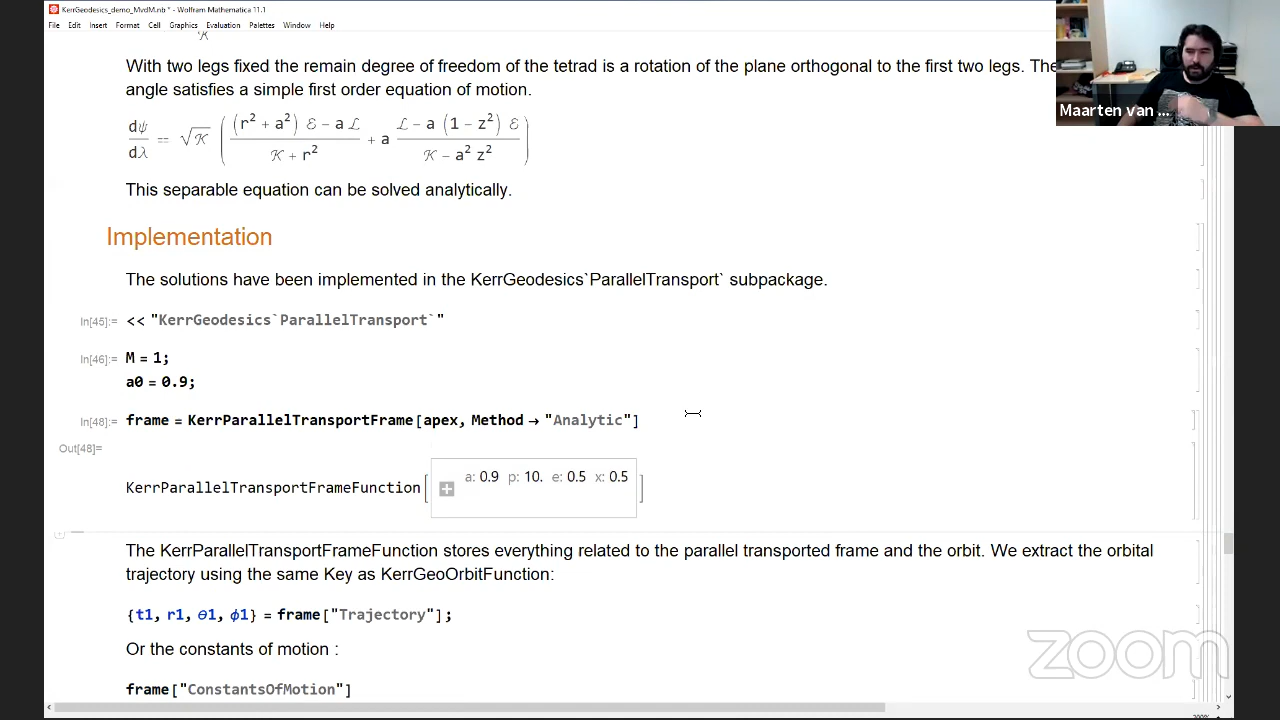 KerrGeodesics_demo_MvdM.nb * - Wolfram Mathematica 11.1
File Edit Insert Format Cell Graphics Evaluation Palettes Window Help
𝒦
With two legs fixed the remain degree of freedom of the tetrad is a rotation of the plane orthogonal to the first two legs. The
angle satisfies a simple first order equation of motion.
dψ/dλ == √𝒦 ( ((r² + a²) ℰ - a ℒ)/(𝒦 + r²) + a (ℒ - a (1 - z²) ℰ)/(𝒦 - a² z²) )
This separable equation can be solved analytically.
Implementation
The solutions have been implemented in the KerrGeodesics`ParallelTransport` subpackage.
In[45]:= << "KerrGeodesics`ParallelTransport`"
In[46]:= M = 1;
a0 = 0.9;
In[48]:= frame = KerrParallelTransportFrame[apex, Method → "Analytic"]
Out[48]=
KerrParallelTransportFrameFunction[ + a: 0.9 p: 10. e: 0.5 x: 0.5 ]
The KerrParallelTransportFrameFunction stores everything related to the parallel transported frame and the orbit. We extract the orbital
trajectory using the same Key as KerrGeoOrbitFunction:
{t1, r1, θ1, ϕ1} = frame["Trajectory"];
Or the constants of motion :
frame["ConstantsOfMotion"]
Maarten van ...
zoom